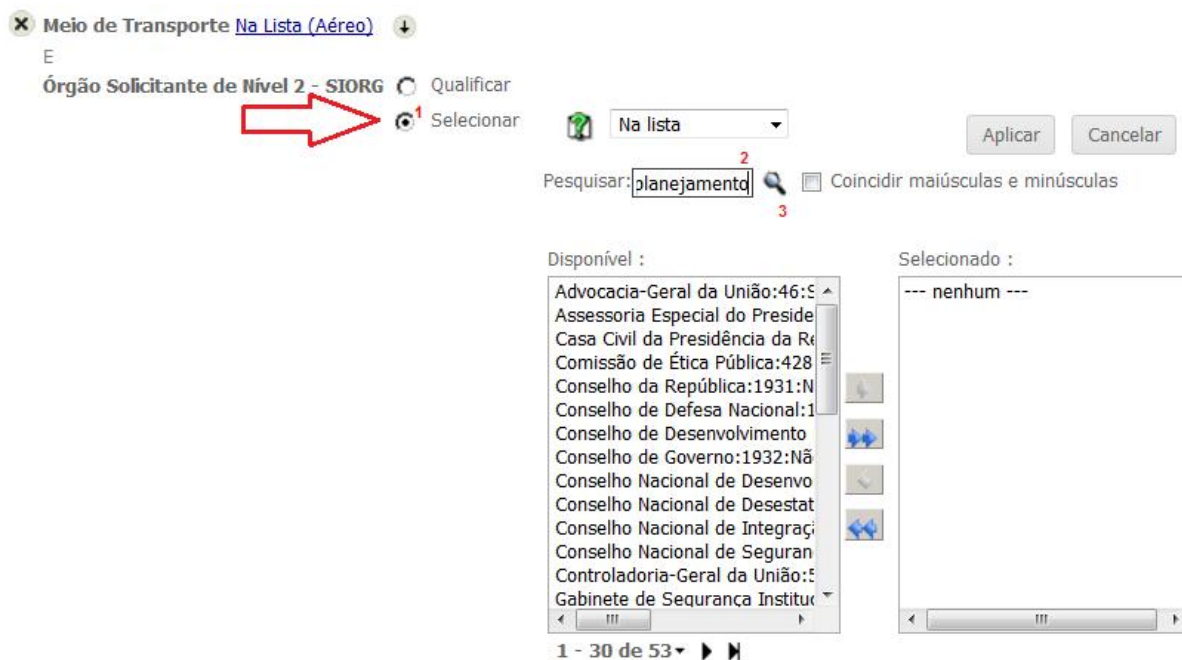 Meio de Transporte Na Lista (Aéreo)
E
Órgão Solicitante de Nível 2 - SIORG Qualificar
1 Selecionar
Na lista
Aplicar Cancelar
2
Pesquisar: planejamento Coincidir maiúsculas e minúsculas
3
Disponível : Selecionado :
Advocacia-Geral da União:46:S --- nenhum ---
Assessoria Especial do Preside
Casa Civil da Presidência da Re
Comissão de Ética Pública:428
Conselho da República:1931:N
Conselho de Defesa Nacional:1
Conselho de Desenvolvimento
Conselho de Governo:1932:Nã
Conselho Nacional de Desenvo
Conselho Nacional de Desestat
Conselho Nacional de Integraçã
Conselho Nacional de Seguran
Controladoria-Geral da União:5
Gabinete de Segurança Instituc
1 - 30 de 53